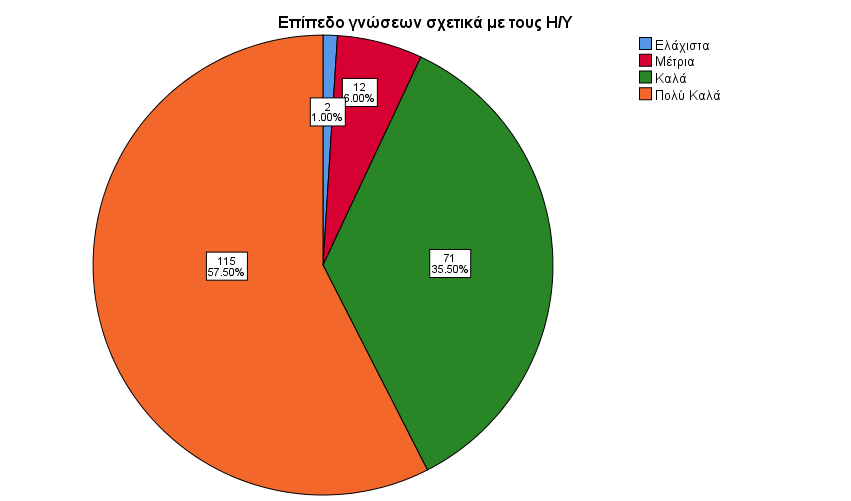 Επίπεδο γνώσεων σχετικά με τους Η/Υ
Ελάχιστα
Μέτρια
Καλά
Πολύ Καλά
12
6.00%
2
1.00%
115
57.50%
71
35.50%